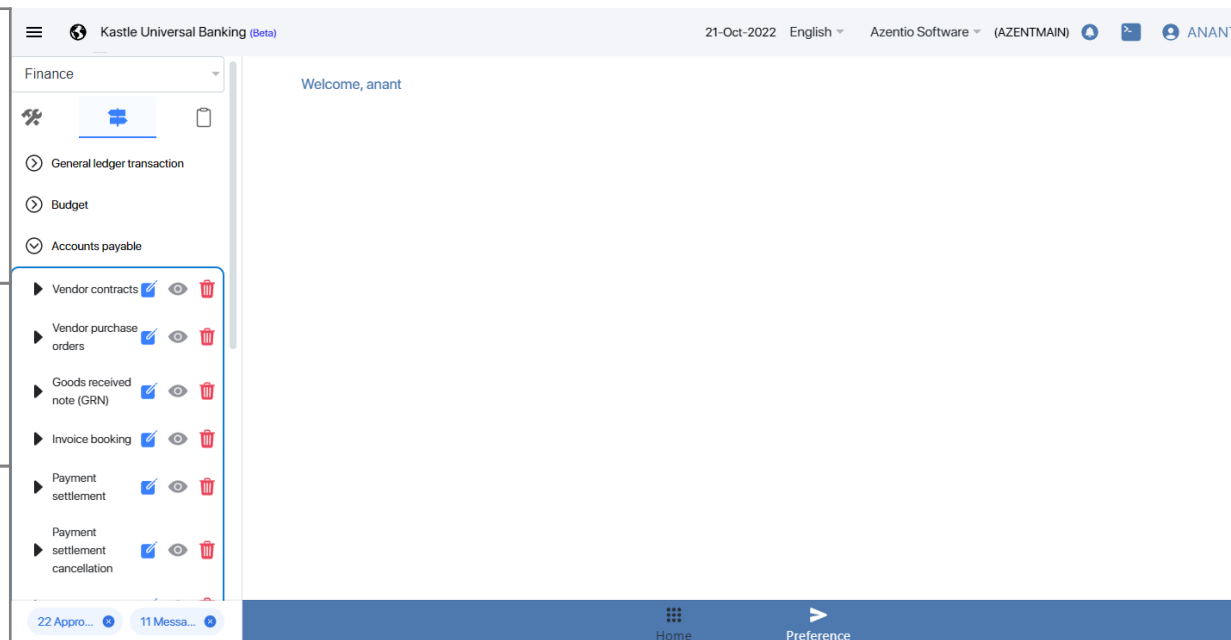 Kastle Universal Banking (Beta)
21-Oct-2022 English Azentio Software (AZENTMAIN) ANANT
Finance
Welcome, anant
General ledger transaction
Budget
Accounts payable
Vendor contracts
Vendor purchase
orders
Goods received
note (GRN)
Invoice booking
Payment
settlement
Payment
settlement
cancellation
22 Appro...
11 Messa...
Home
Preference